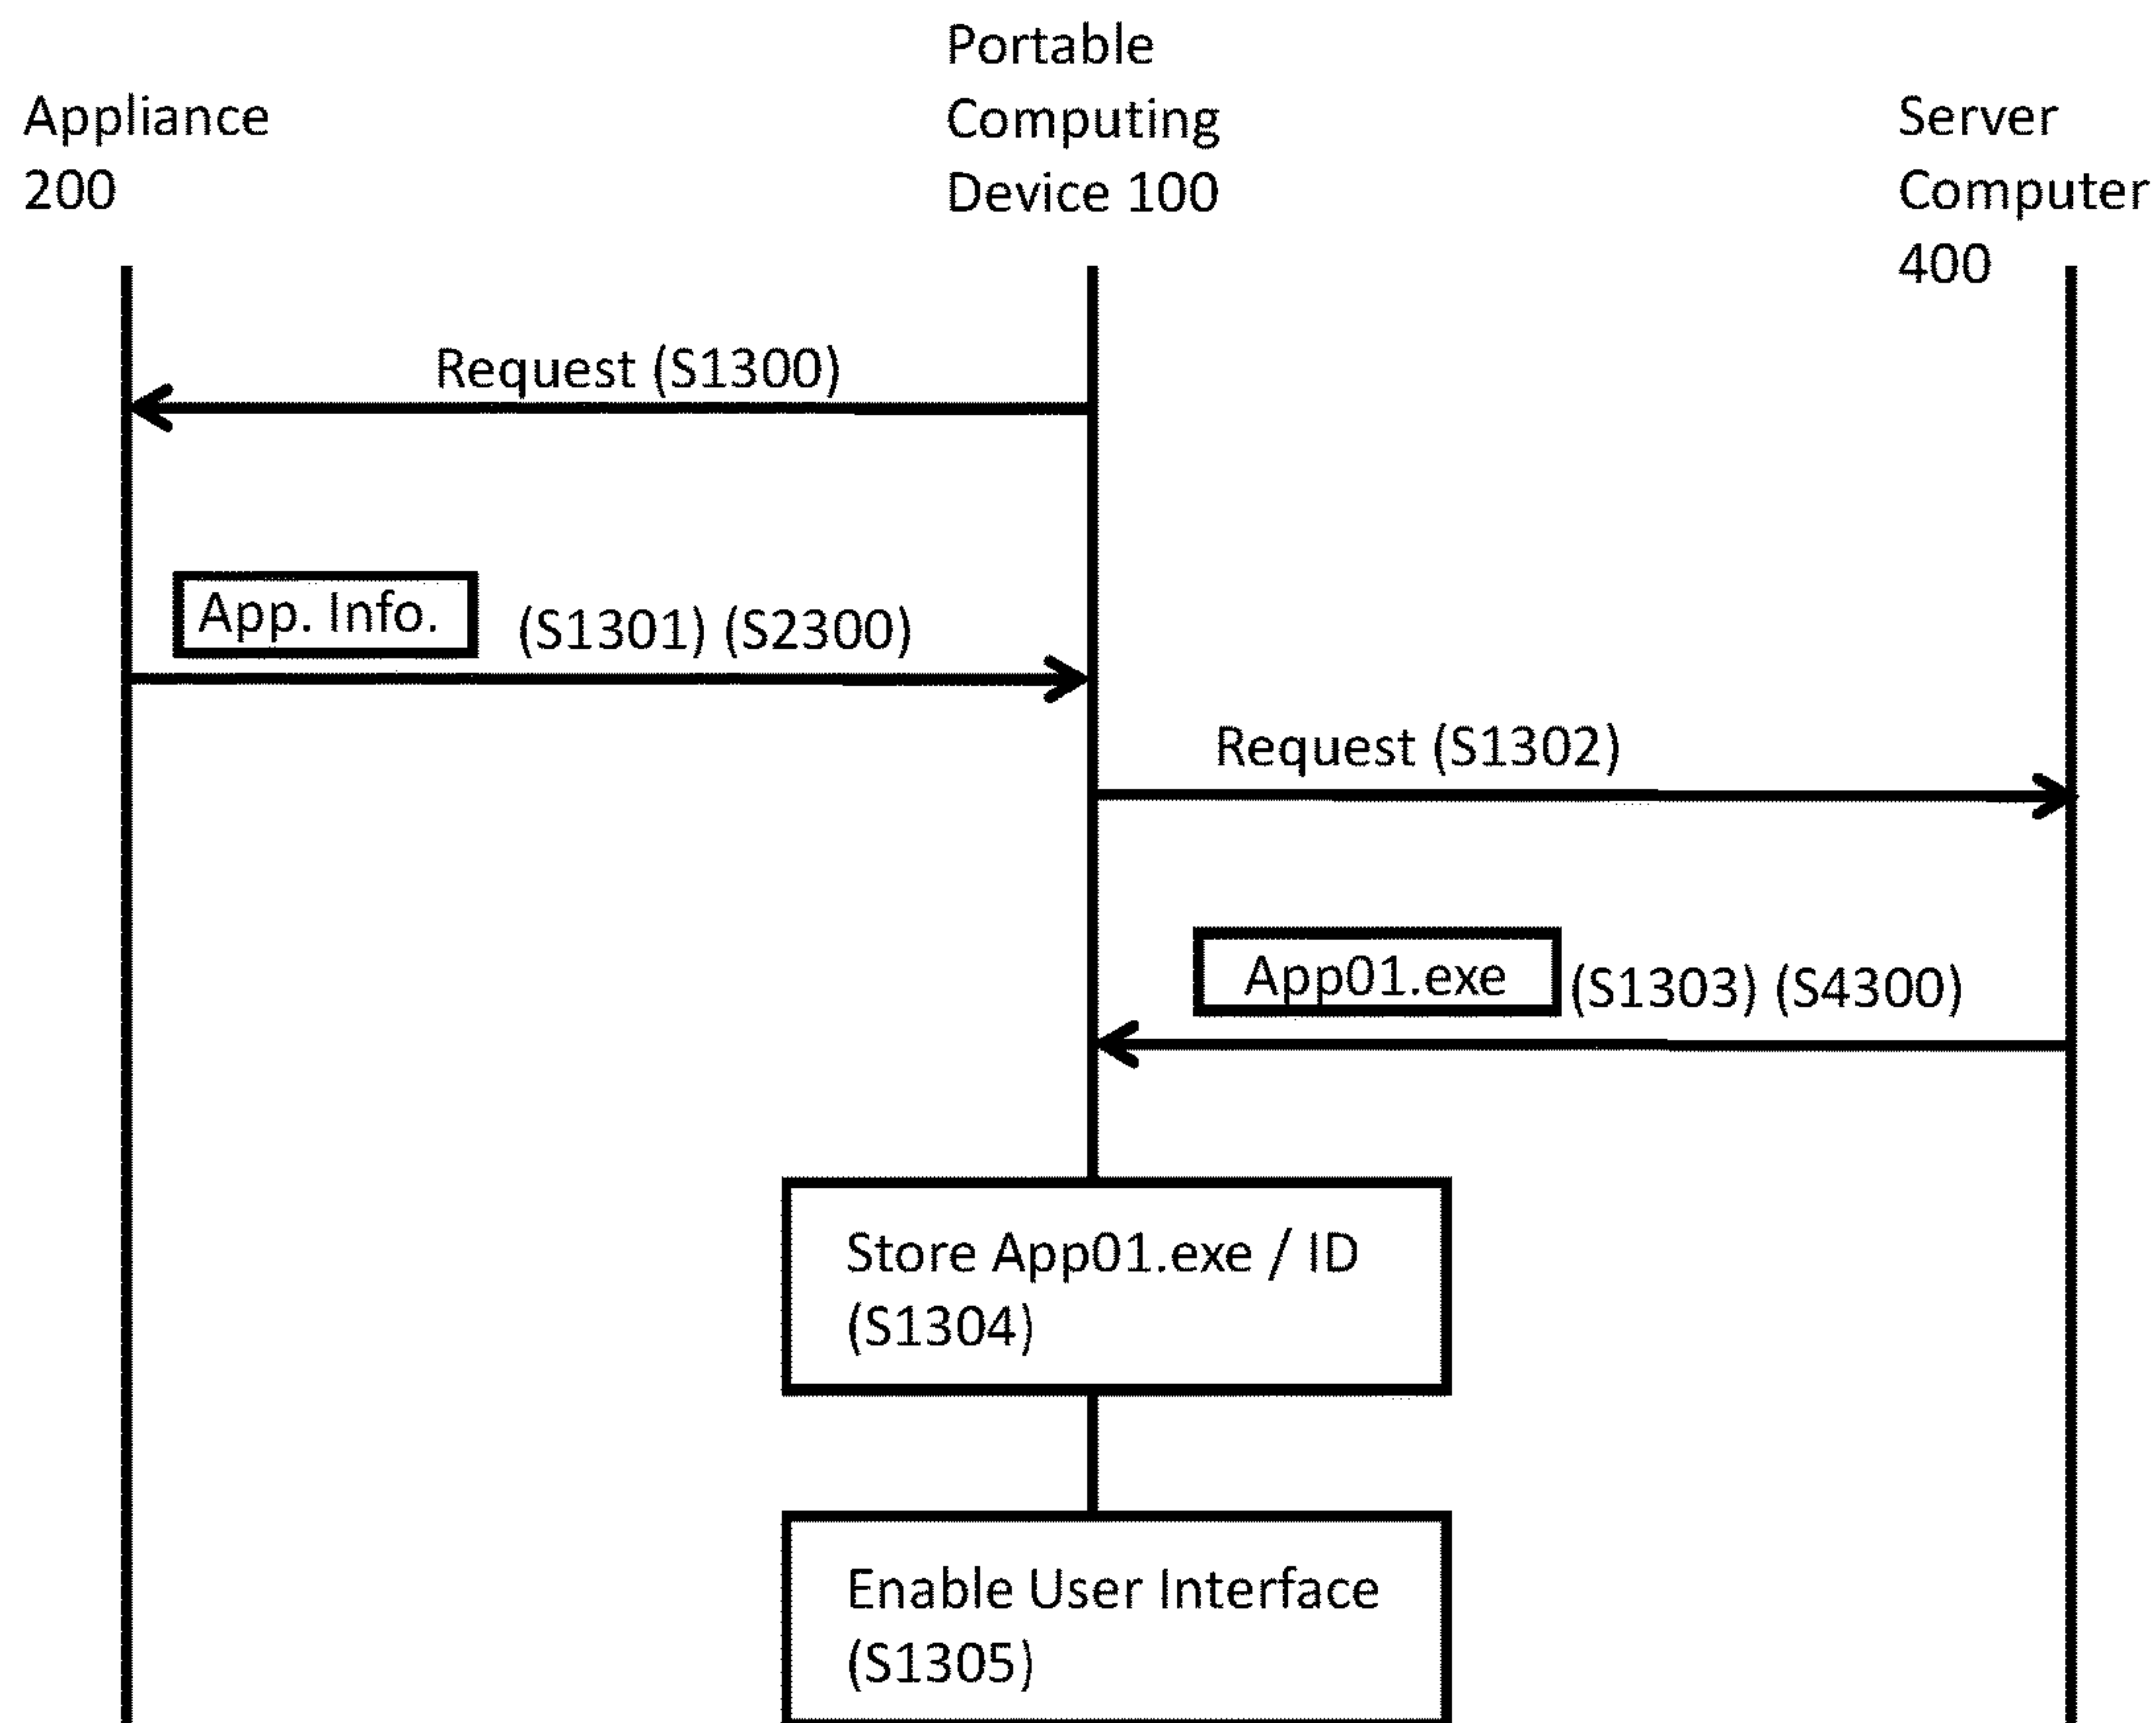 Appliance
200
Portable
Computing
Device 100
Server
Computer
400
Request (S1300)
App. Info.
(S1301) (S2300)
Request (S1302)
App01.exe
(S1303) (S4300)
Store App01.exe / ID
(S1304)
Enable User Interface
(S1305)